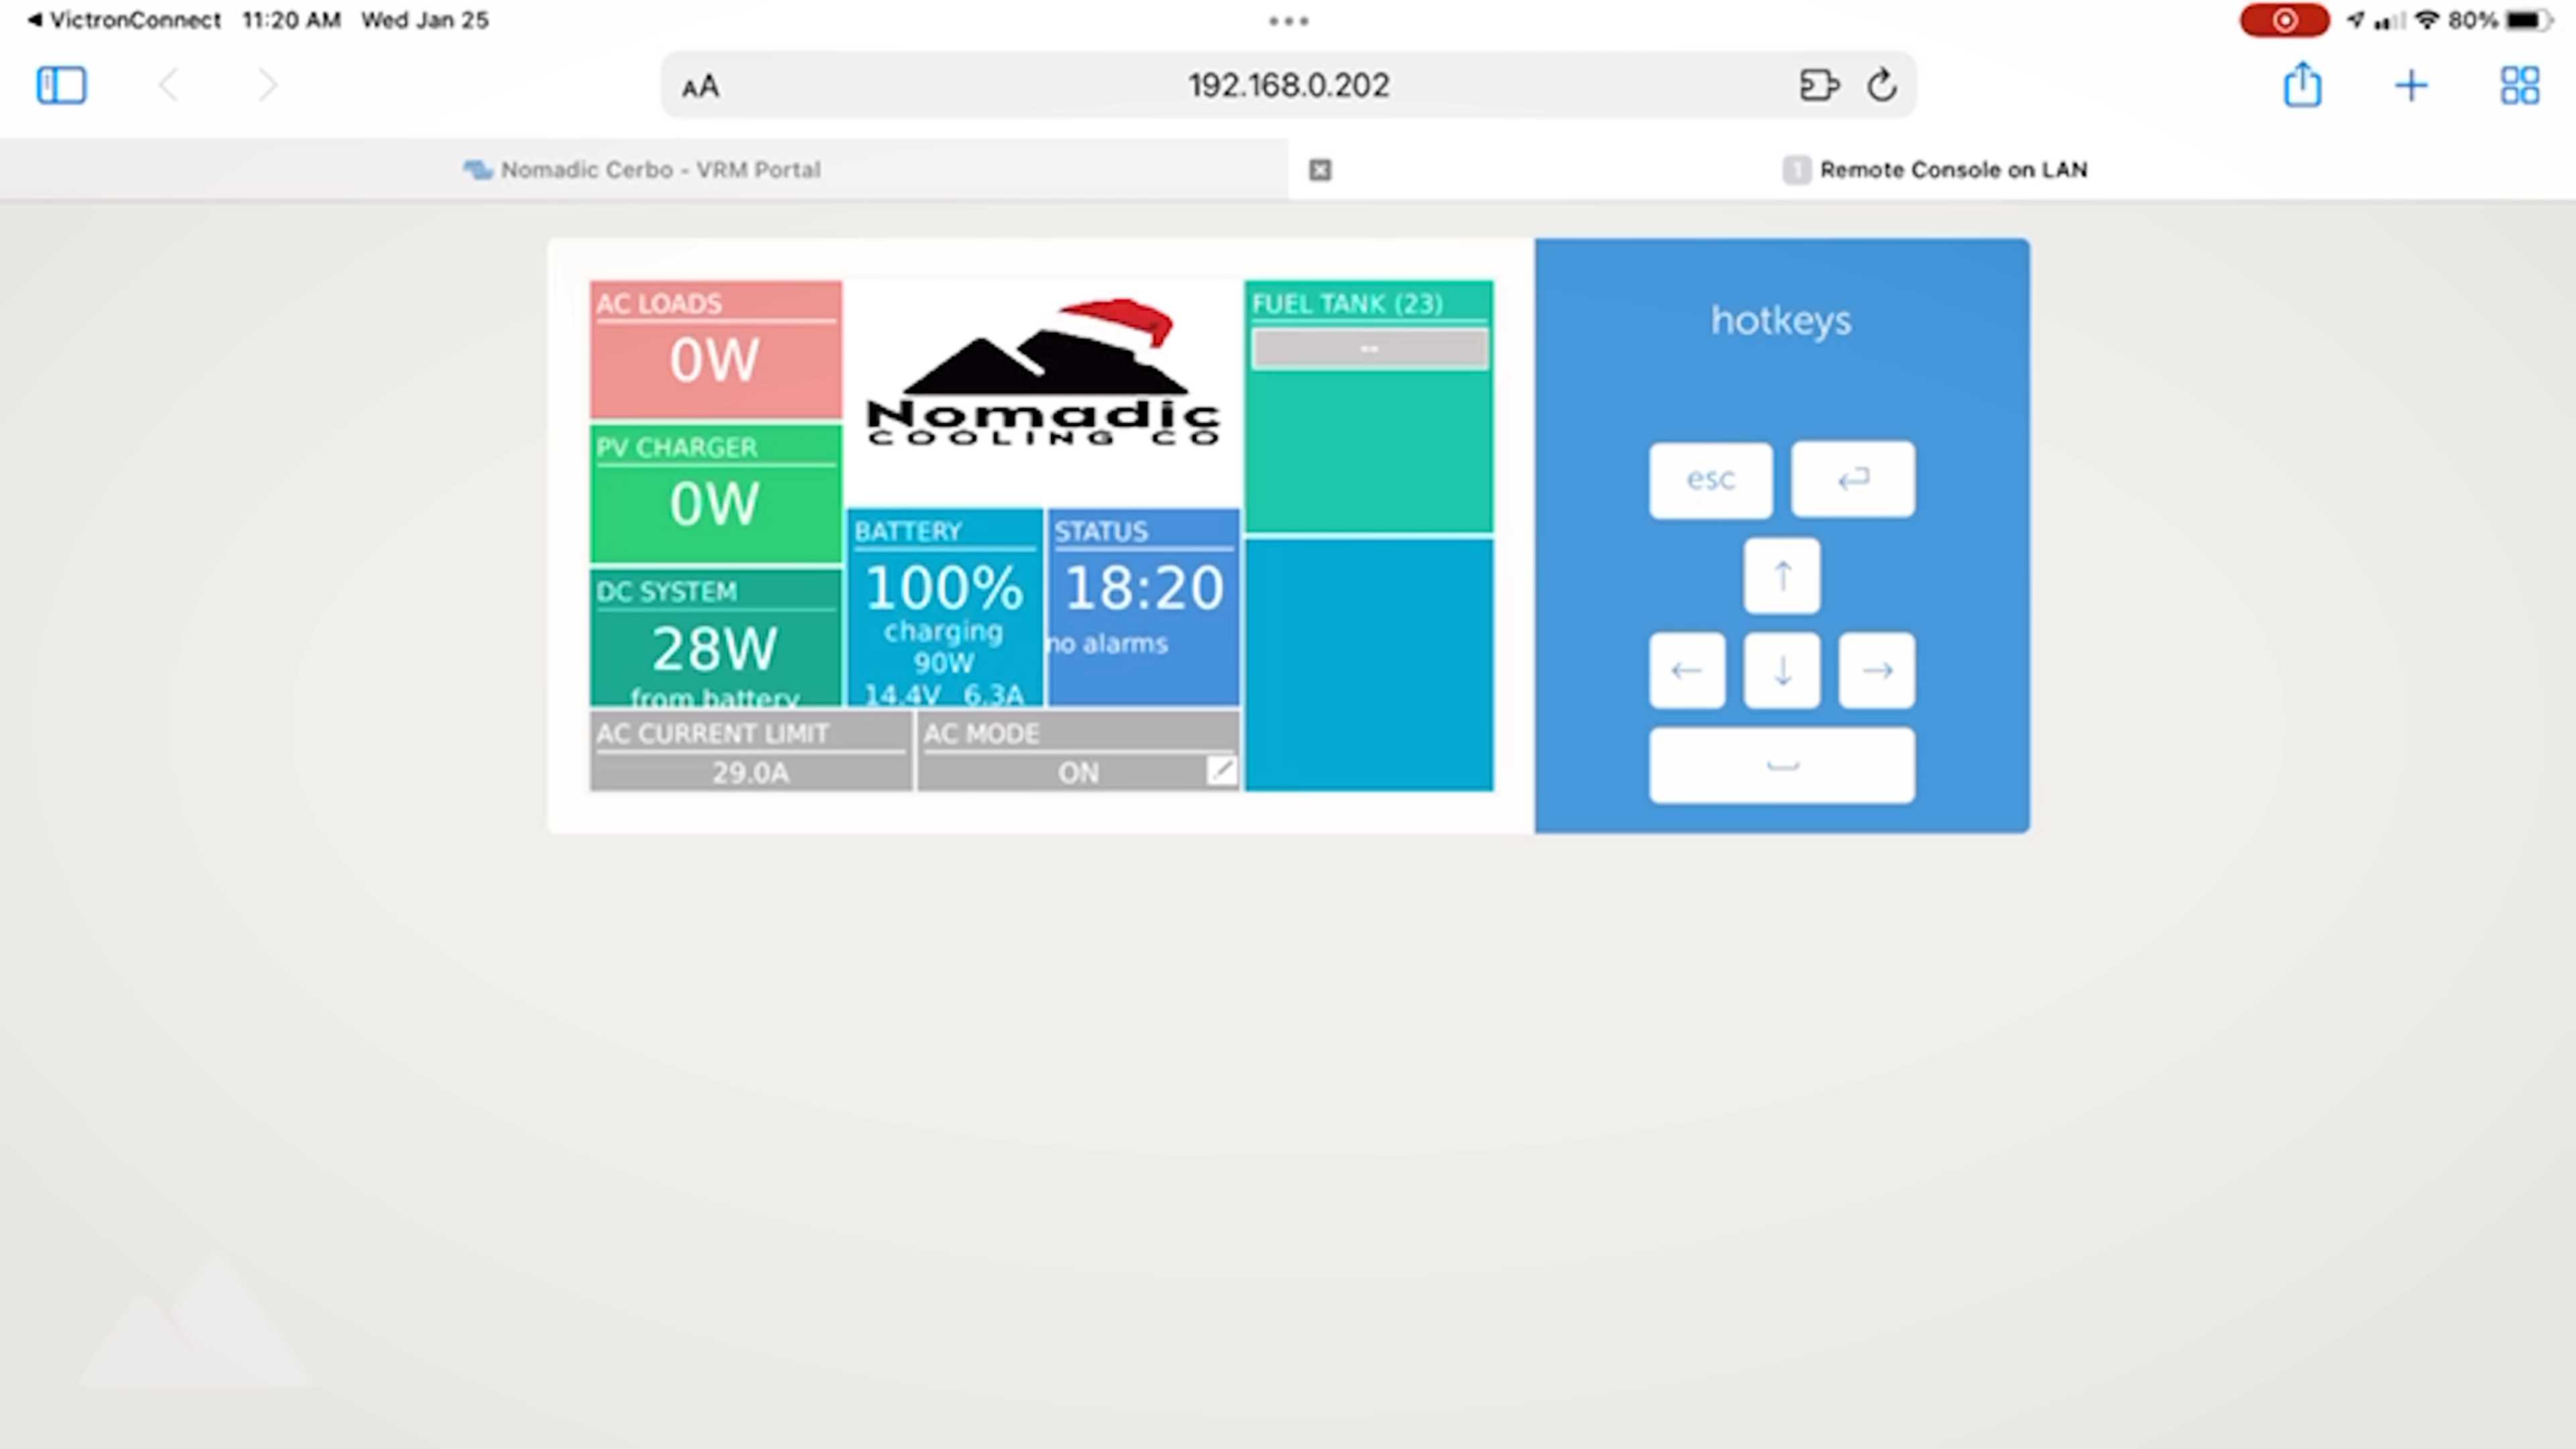 VictronConnect 11:20 AM Wed Jan 25
80%
AA
192.168.0.202
Nomadic Cerbo - VRM Portal
1 Remote Console on LAN
AC LOADS
0W
PV CHARGER
0W
DC SYSTEM
28W
from battery
Nomadic
COOLING CO
BATTERY
100%
charging
90W
14.4V 6.3A
STATUS
18:20
no alarms
AC CURRENT LIMIT
29.0A
AC MODE
ON
FUEL TANK (23)
--
hotkeys
esc